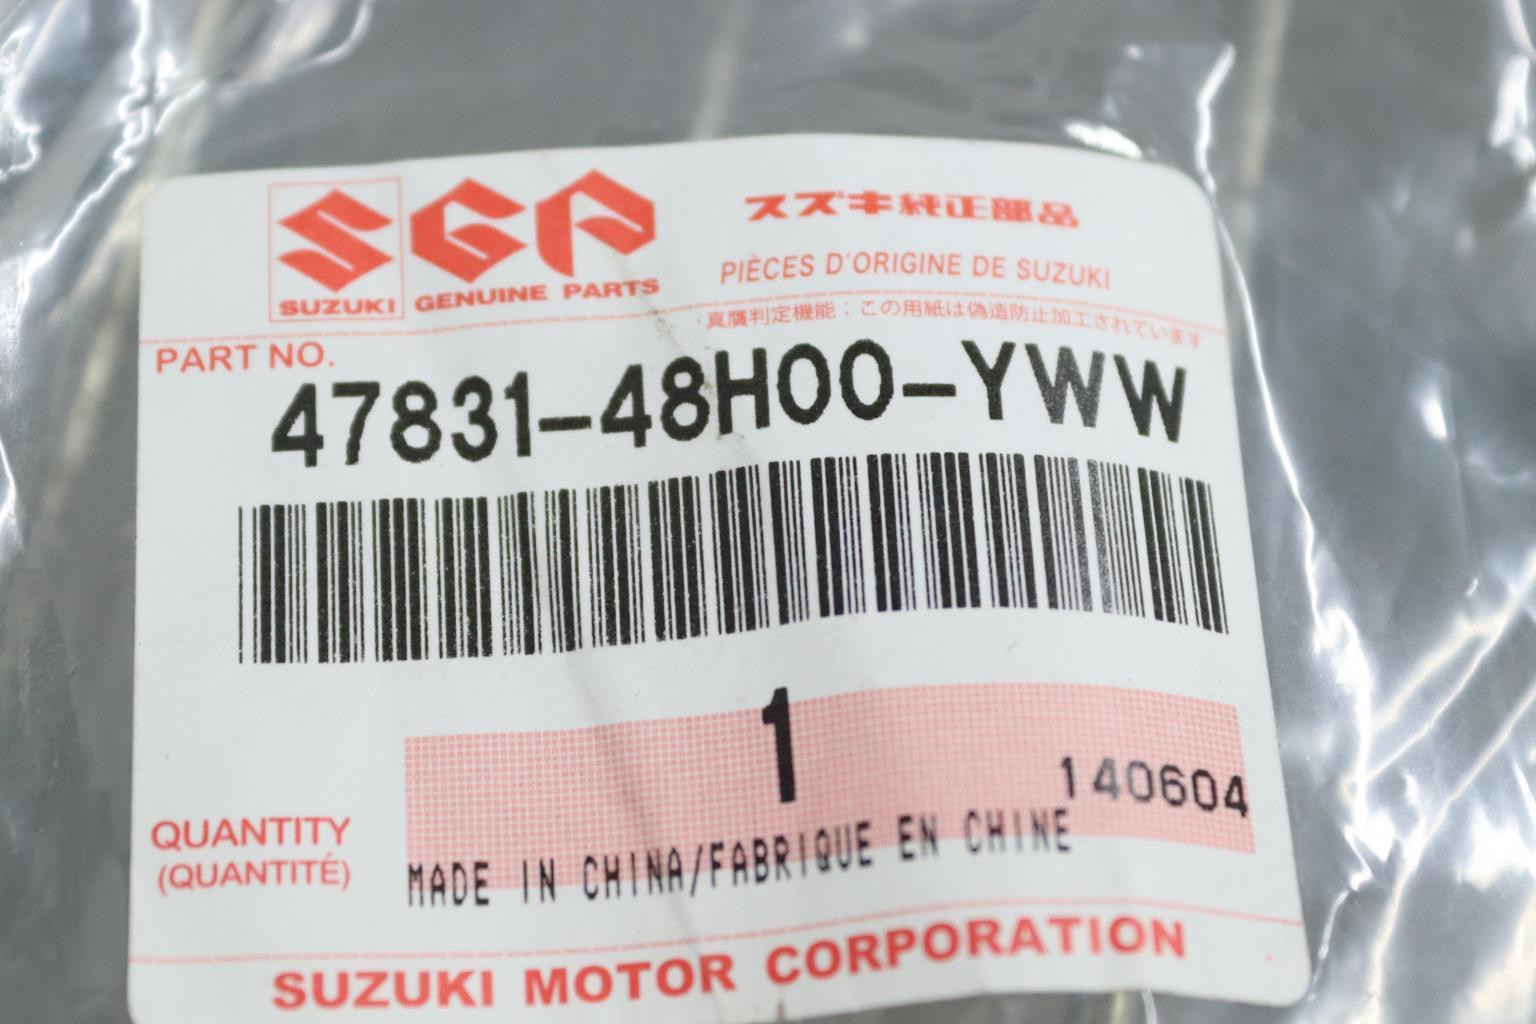 SUZUKI
SGP
GENUINE PARTS
スズキ純正部品
PIÈCES D'ORIGINE DE SUZUKI
真贋判定機能：この用紙は偽造防止加工されています
PART NO.
47831-48H00-YWW
1
140604
QUANTITY
(QUANTITÉ)
MADE IN CHINA/FABRIQUE EN CHINE
SUZUKI MOTOR CORPORATION